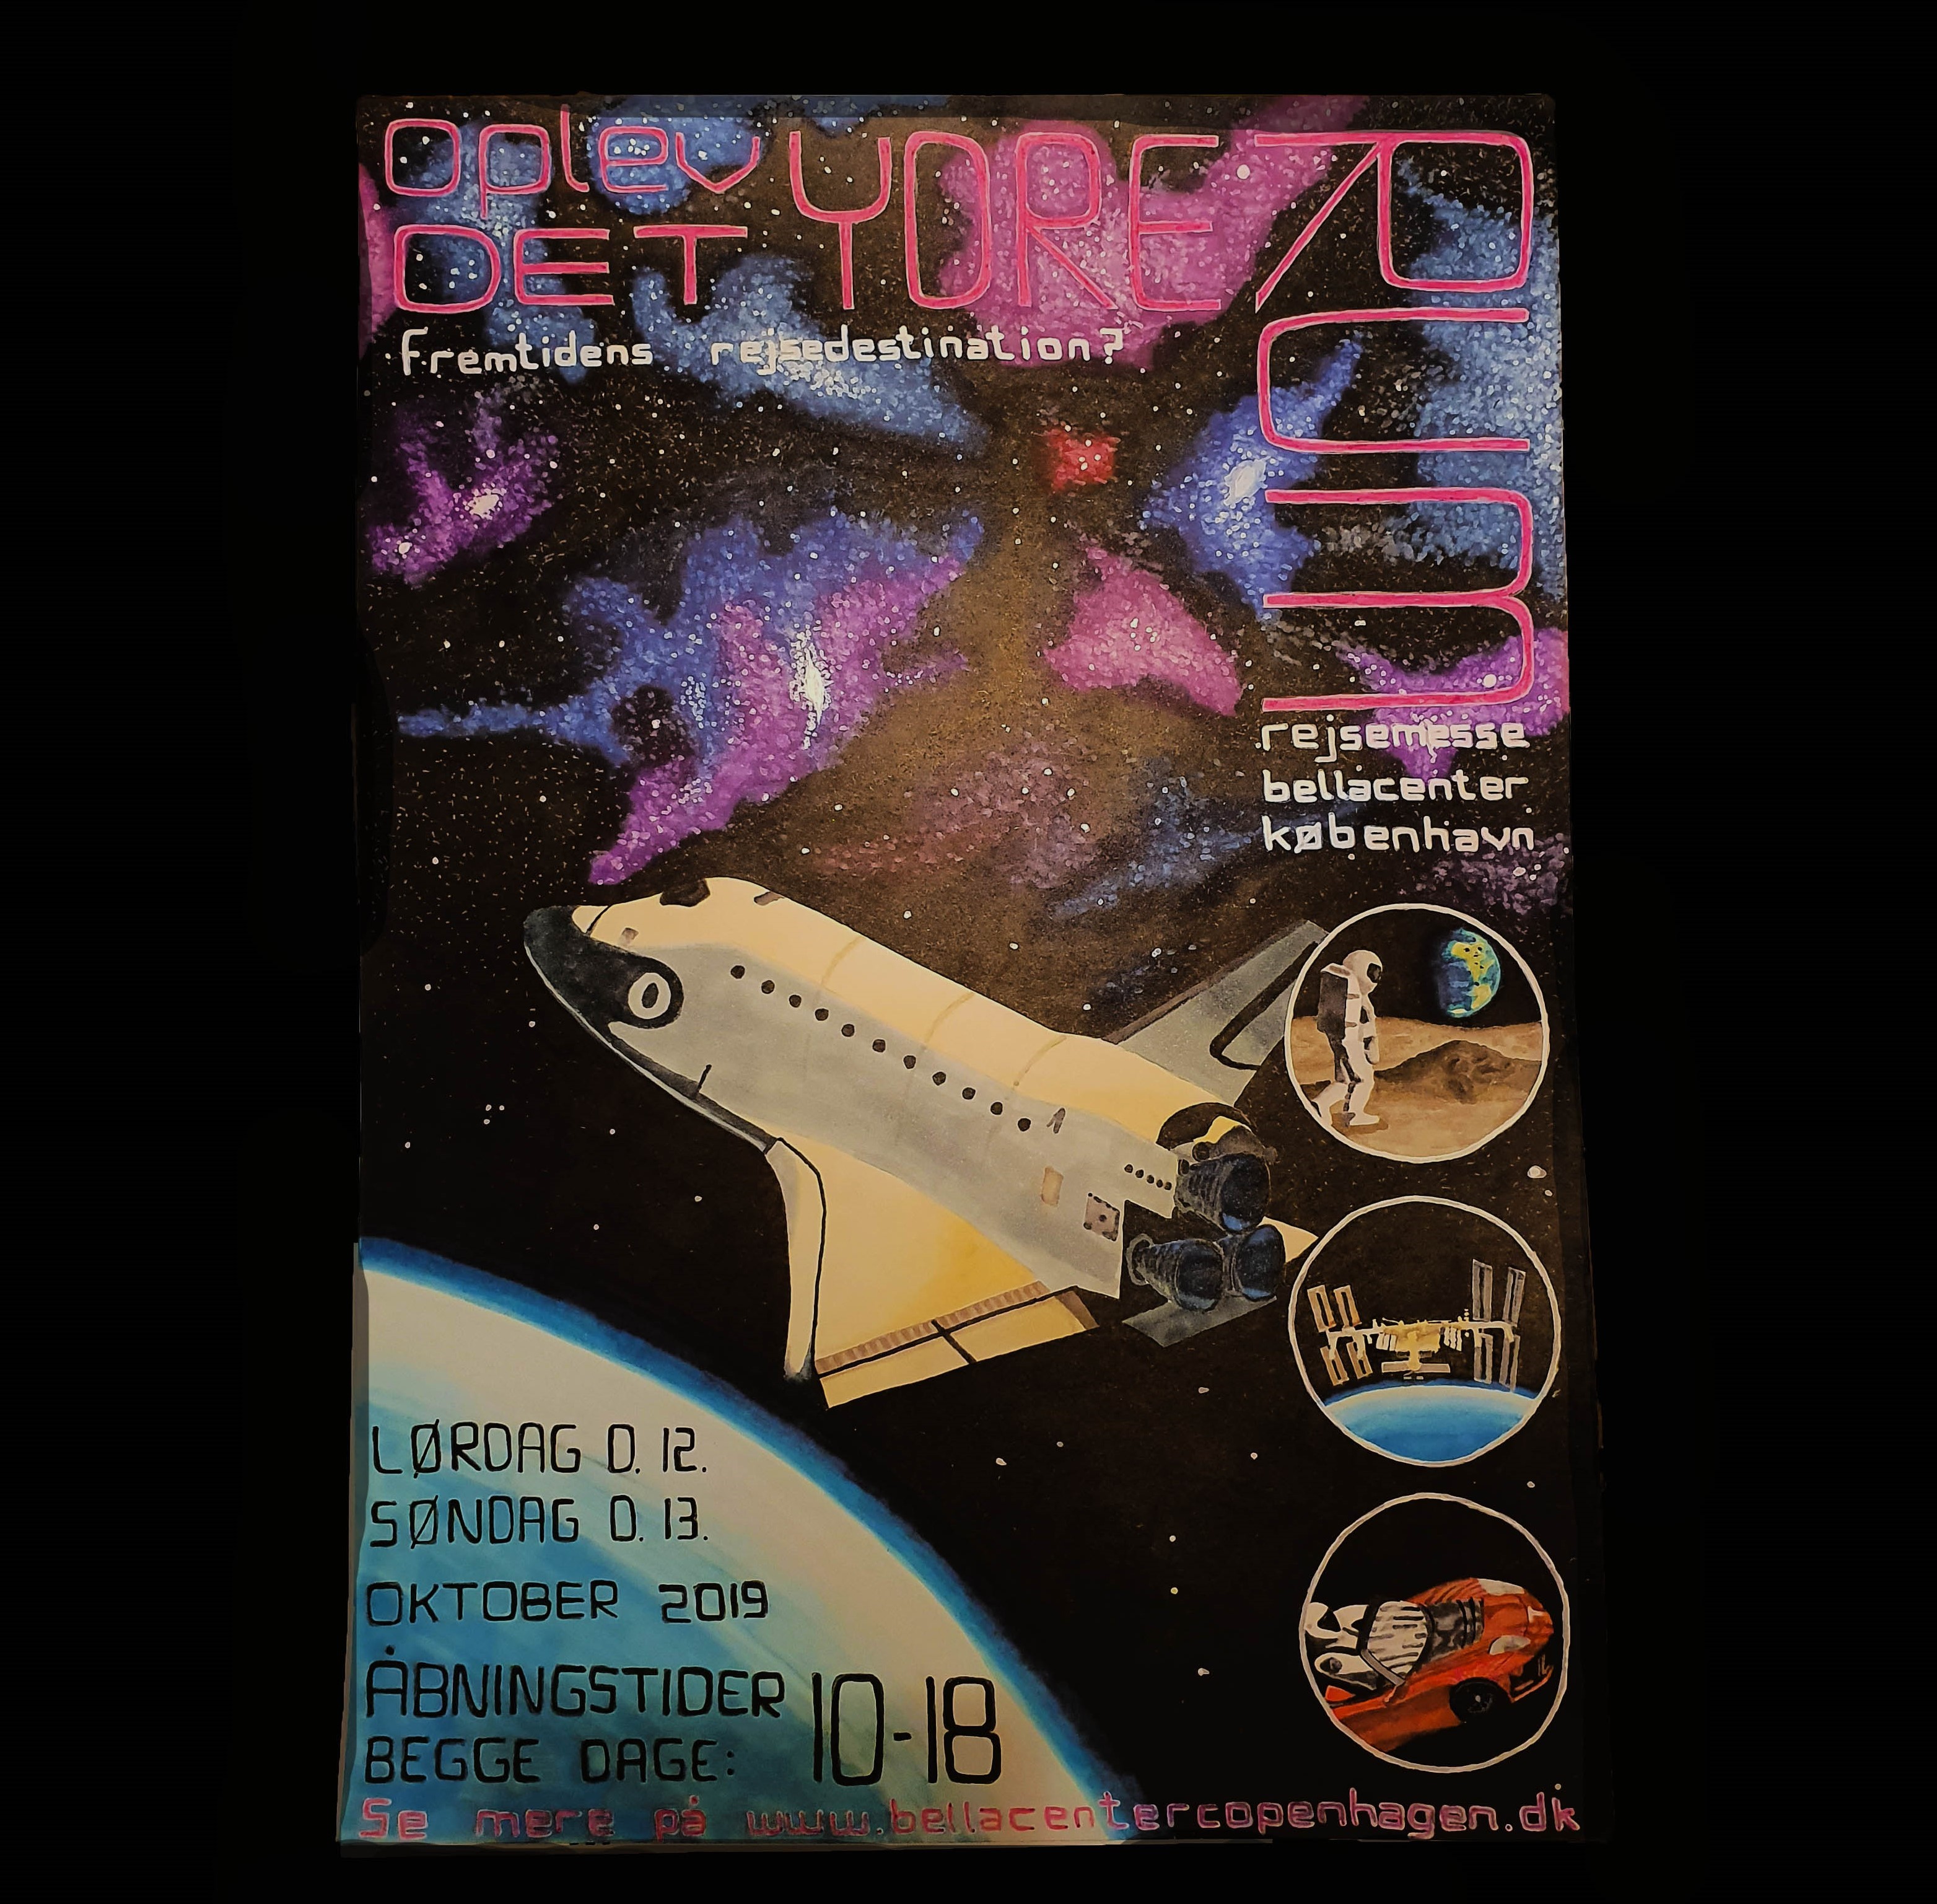 oplev
DET YDRE
RUM
fremtidens rejsedestination?
rejsemesse
bellacenter
københavn
LØRDAG D. 12.
SØNDAG D. 13.
OKTOBER 2019
ÅBNINGSTIDER
BEGGE DAGE: 10-18
Se mere på www.bellacentercopenhagen.dk